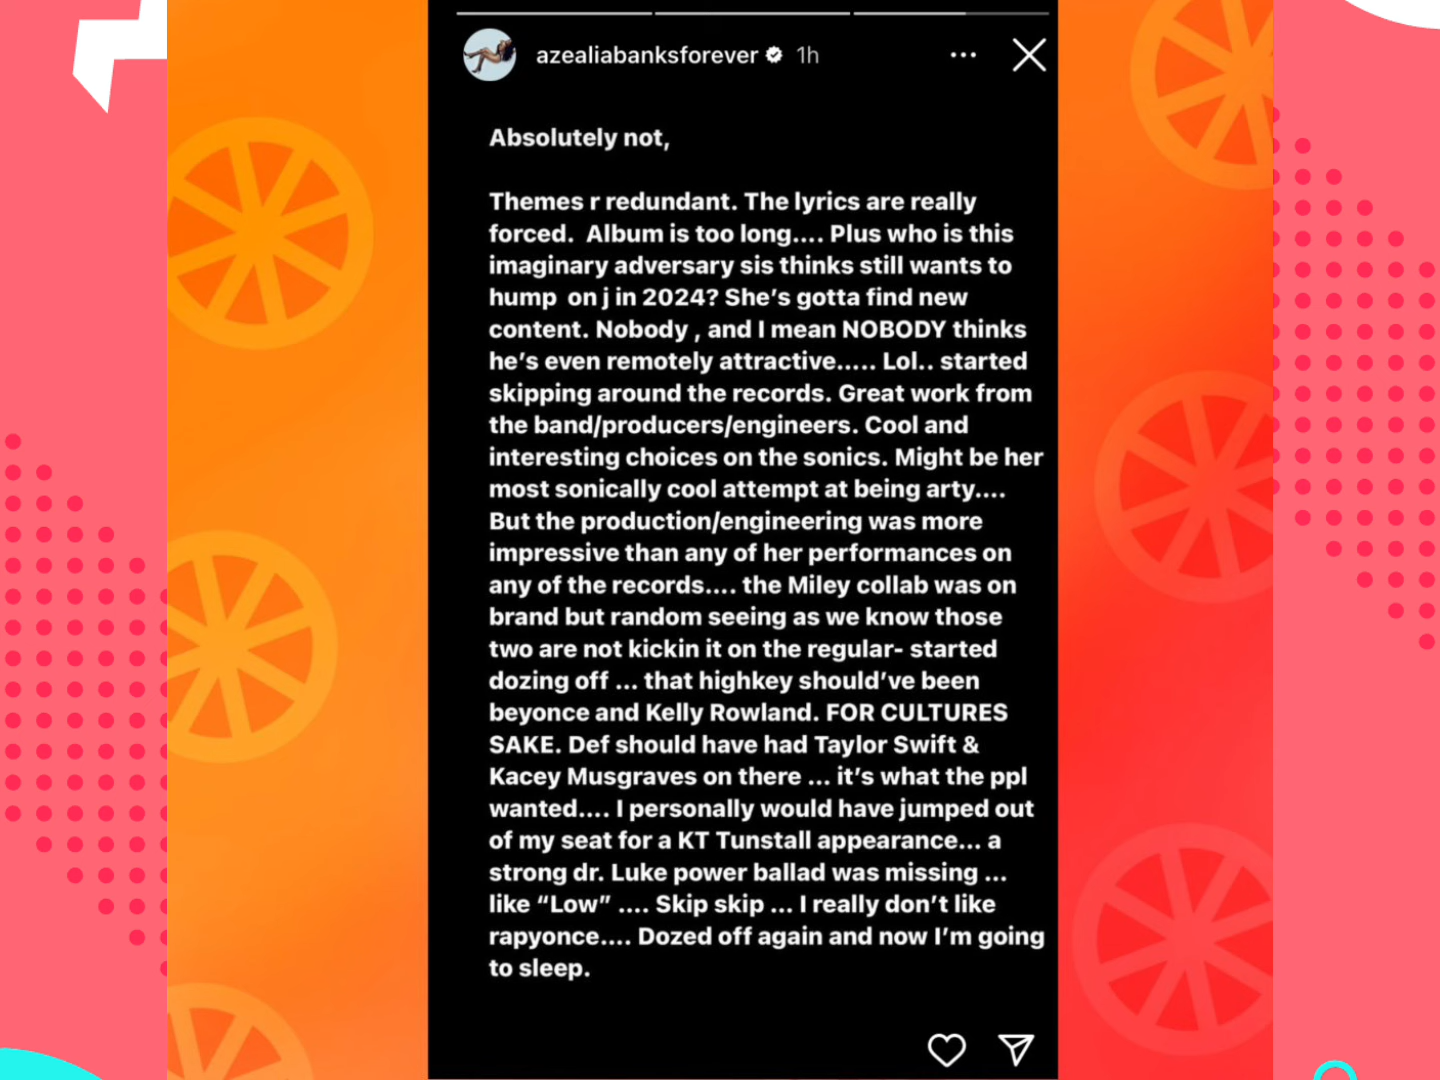 azealiabanksforever 1h
Absolutely not,
Themes r redundant. The lyrics are really
forced.  Album is too long.... Plus who is this
imaginary adversary sis thinks still wants to
hump  on j in 2024? She's gotta find new
content. Nobody , and I mean NOBODY thinks
he's even remotely attractive..... Lol.. started
skipping around the records. Great work from
the band/producers/engineers. Cool and
interesting choices on the sonics. Might be her
most sonically cool attempt at being arty....
But the production/engineering was more
impressive than any of her performances on
any of the records.... the Miley collab was on
brand but random seeing as we know those
two are not kickin it on the regular- started
dozing off ... that highkey should've been
beyonce and Kelly Rowland. FOR CULTURES
SAKE. Def should have had Taylor Swift &
Kacey Musgraves on there ... it's what the ppl
wanted.... I personally would have jumped out
of my seat for a KT Tunstall appearance... a
strong dr. Luke power ballad was missing ...
like “Low” .... Skip skip ... I really don't like
rapyonce.... Dozed off again and now I'm going
to sleep.